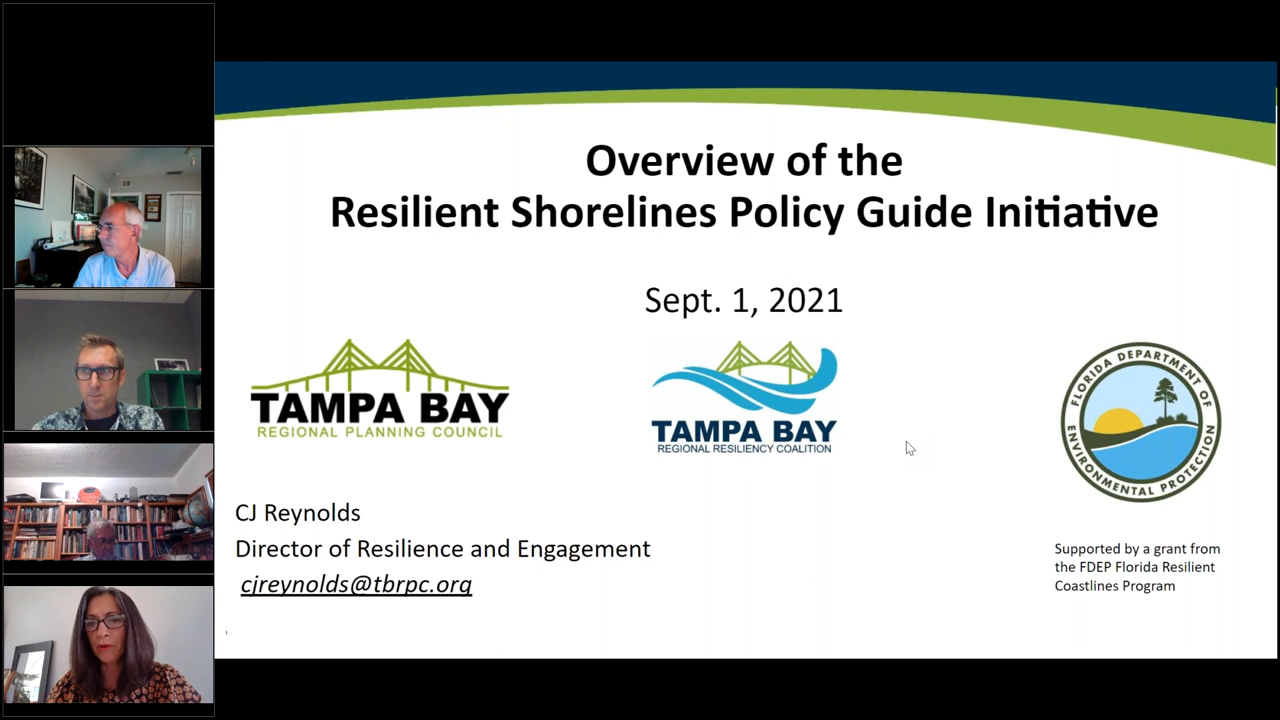 Overview of the
Resilient Shorelines Policy Guide Initiative
Sept. 1, 2021
TAMPA BAY
REGIONAL PLANNING COUNCIL
TAMPA BAY
REGIONAL RESILIENCY COALITION
FLORIDA DEPARTMENT OF
ENVIRONMENTAL PROTECTION
CJ Reynolds
Director of Resilience and Engagement
cjreynolds@tbrpc.org
Supported by a grant from
the FDEP Florida Resilient
Coastlines Program